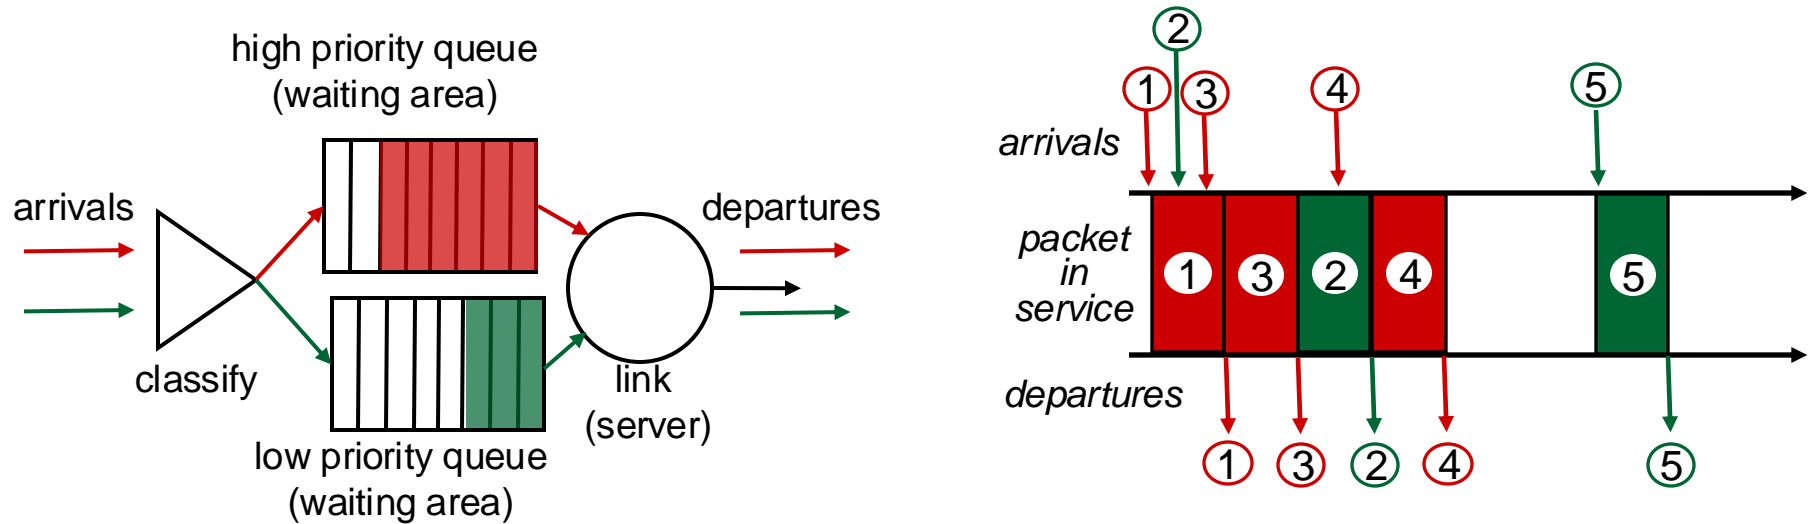 high priority queue
(waiting area)
arrivals
departures
classify
link
(server)
low priority queue
(waiting area)
2
1
3
4
5
arrivals
packet
in
service
1
3
2
4
5
departures
1
3
2
4
5